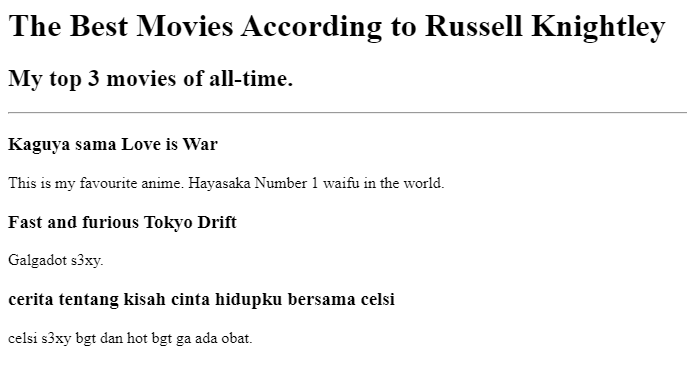 The Best Movies According to Russell Knightley
My top 3 movies of all-time.
Kaguya sama Love is War
This is my favourite anime. Hayasaka Number 1 waifu in the world.
Fast and furious Tokyo Drift
Galgadot s3xy.
cerita tentang kisah cinta hidupku bersama celsi
celsi s3xy bgt dan hot bgt ga ada obat.